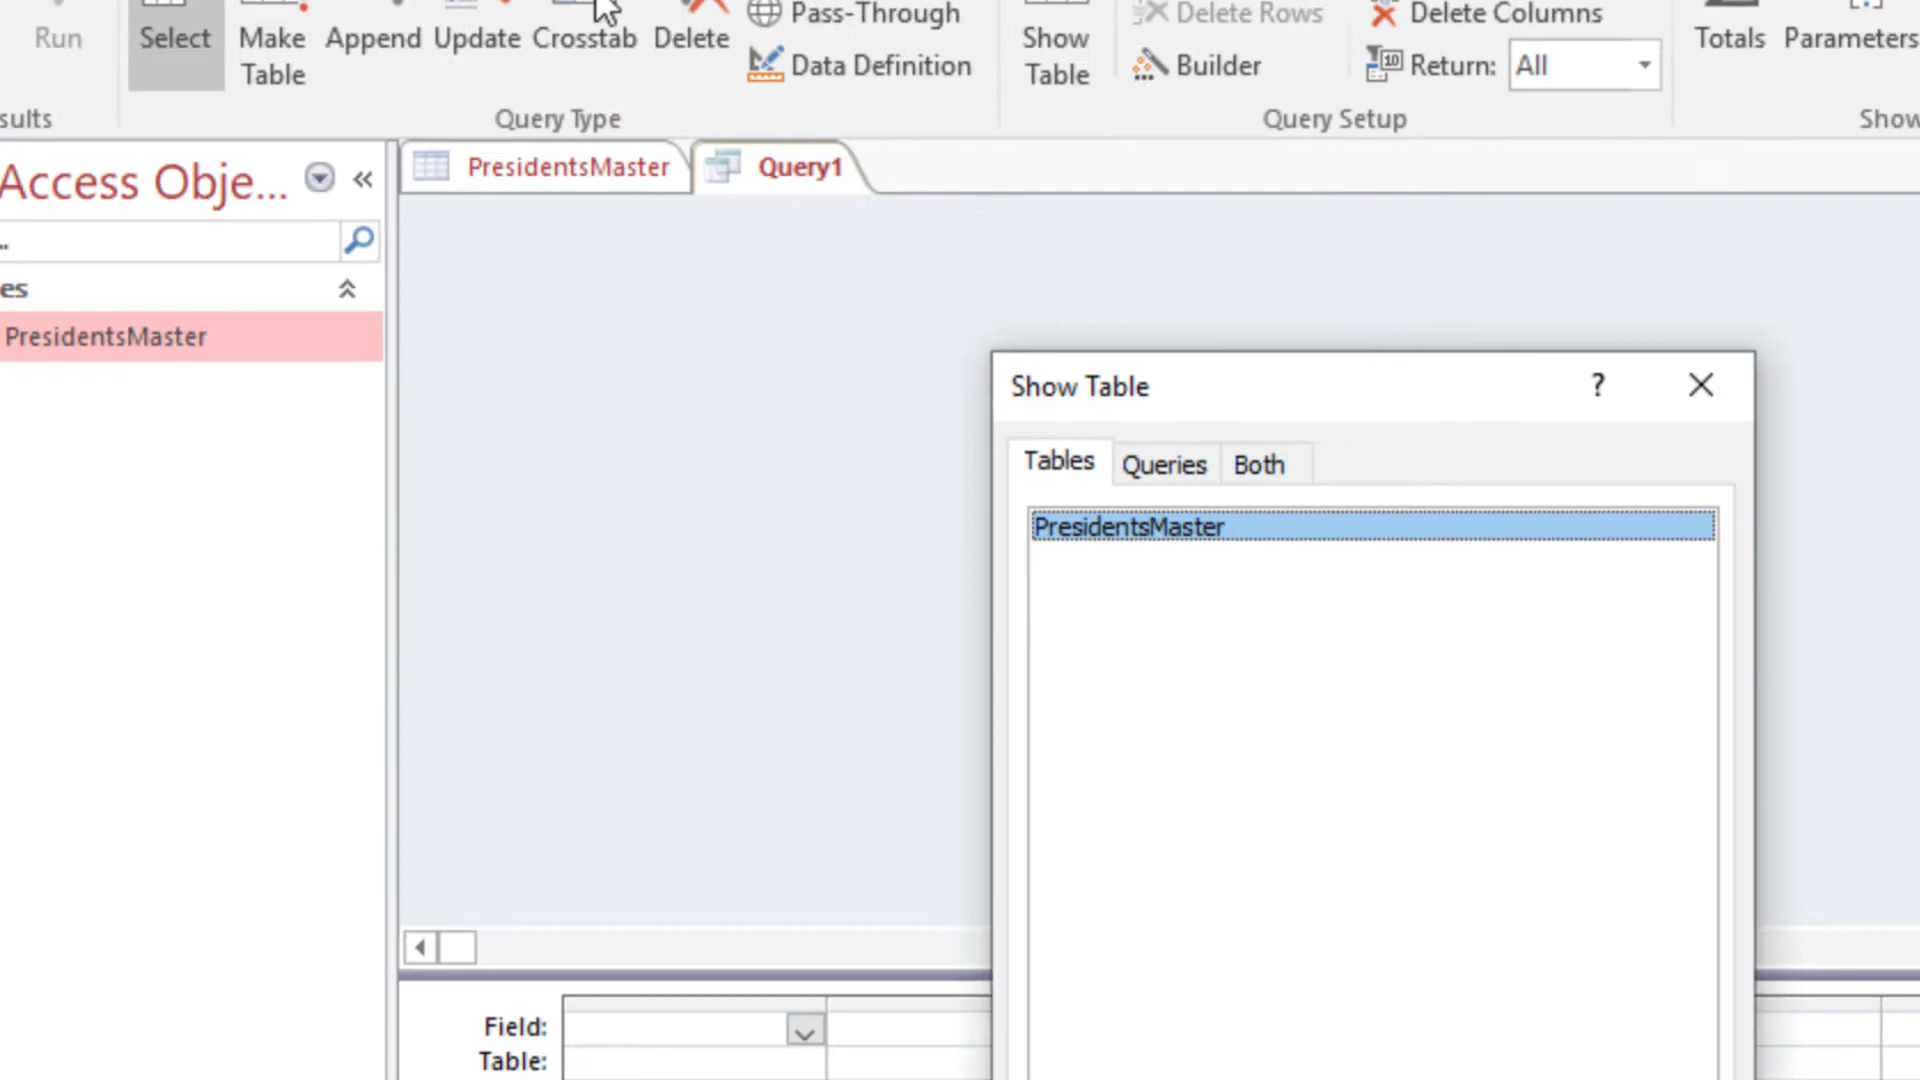 Run
Select
Make
Table
Append
Update
Crosstab
Delete
Pass-Through
Data Definition
Show
Table
Delete Rows
Builder
Delete Columns
Return: All
Totals
Parameters
sults
Query Type
Query Setup
Show
Access Obje...
PresidentsMaster
Query1
..
es
PresidentsMaster
Show Table
?
Tables
Queries
Both
PresidentsMaster
Field:
Table: